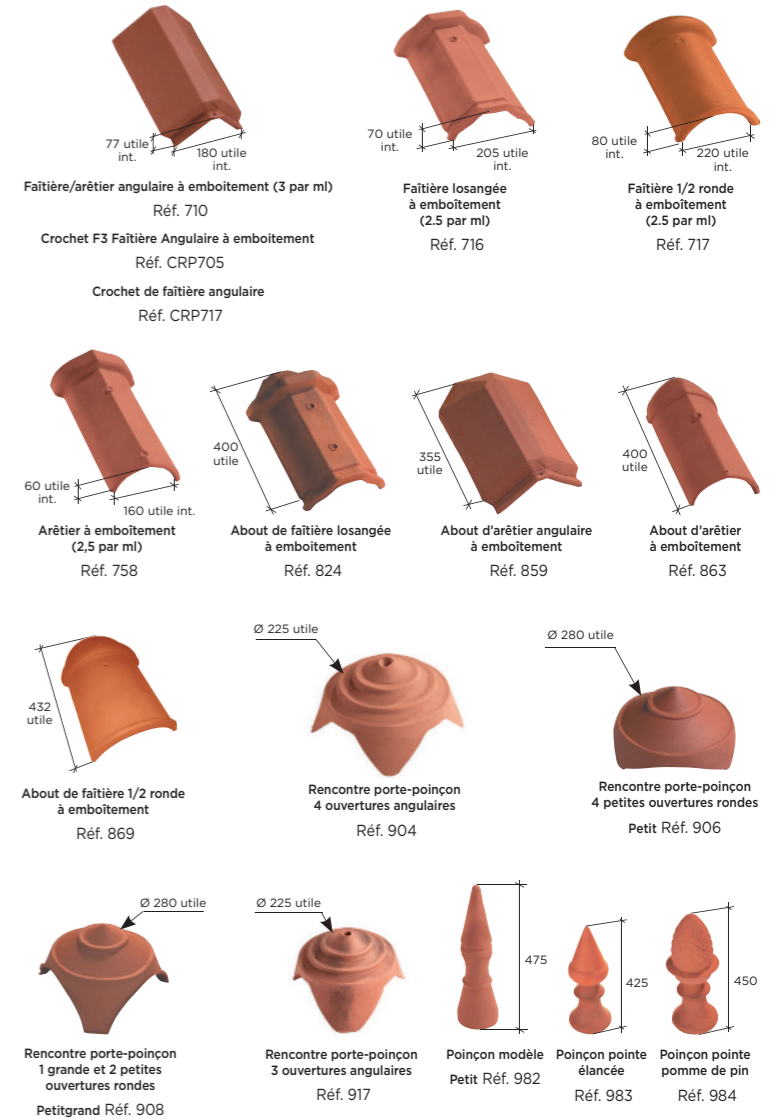 77 utile
int.
180 utile
int.
Faîtière/arêtier angulaire à emboitement (3 par ml)
Réf. 710
Crochet F3 Faîtière Angulaire à emboitement
Réf. CRP705
Crochet de faîtière angulaire
Réf. CRP717
70 utile
int.
205 utile
int.
Faîtière losangée
à emboîtement
(2.5 par ml)
Réf. 716
80 utile
int.
220 utile
int.
Faîtière 1/2 ronde
à emboîtement
(2.5 par ml)
Réf. 717
60 utile
int.
160 utile int.
Arêtier à emboîtement
(2,5 par ml)
Réf. 758
400
utile
About de faîtière losangée
à emboitement
Réf. 824
355
utile
About d'arêtier angulaire
à emboîtement
Réf. 859
400
utile
About d'arêtier
à emboîtement
Réf. 863
432
utile
About de faîtière 1/2 ronde
à emboîtement
Réf. 869
Ø 225 utile
Rencontre porte-poinçon
4 ouvertures angulaires
Réf. 904
Ø 280 utile
Rencontre porte-poinçon
4 petites ouvertures rondes
Petit Réf. 906
Ø 280 utile
Rencontre porte-poinçon
1 grande et 2 petites
ouvertures rondes
Petitgrand Réf. 908
Ø 225 utile
Rencontre porte-poinçon
3 ouvertures angulaires
Réf. 917
475
Poinçon modèle
Petit Réf. 982
425
Poinçon pointe
élancée
Réf. 983
450
Poinçon pointe
pomme de pin
Réf. 984